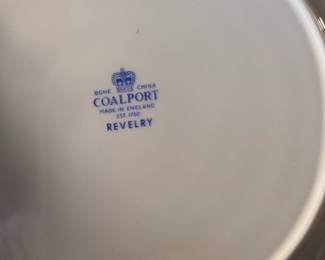 BONE CHINA
COALPORT
MADE IN ENGLAND
EST. 1750
REVELRY